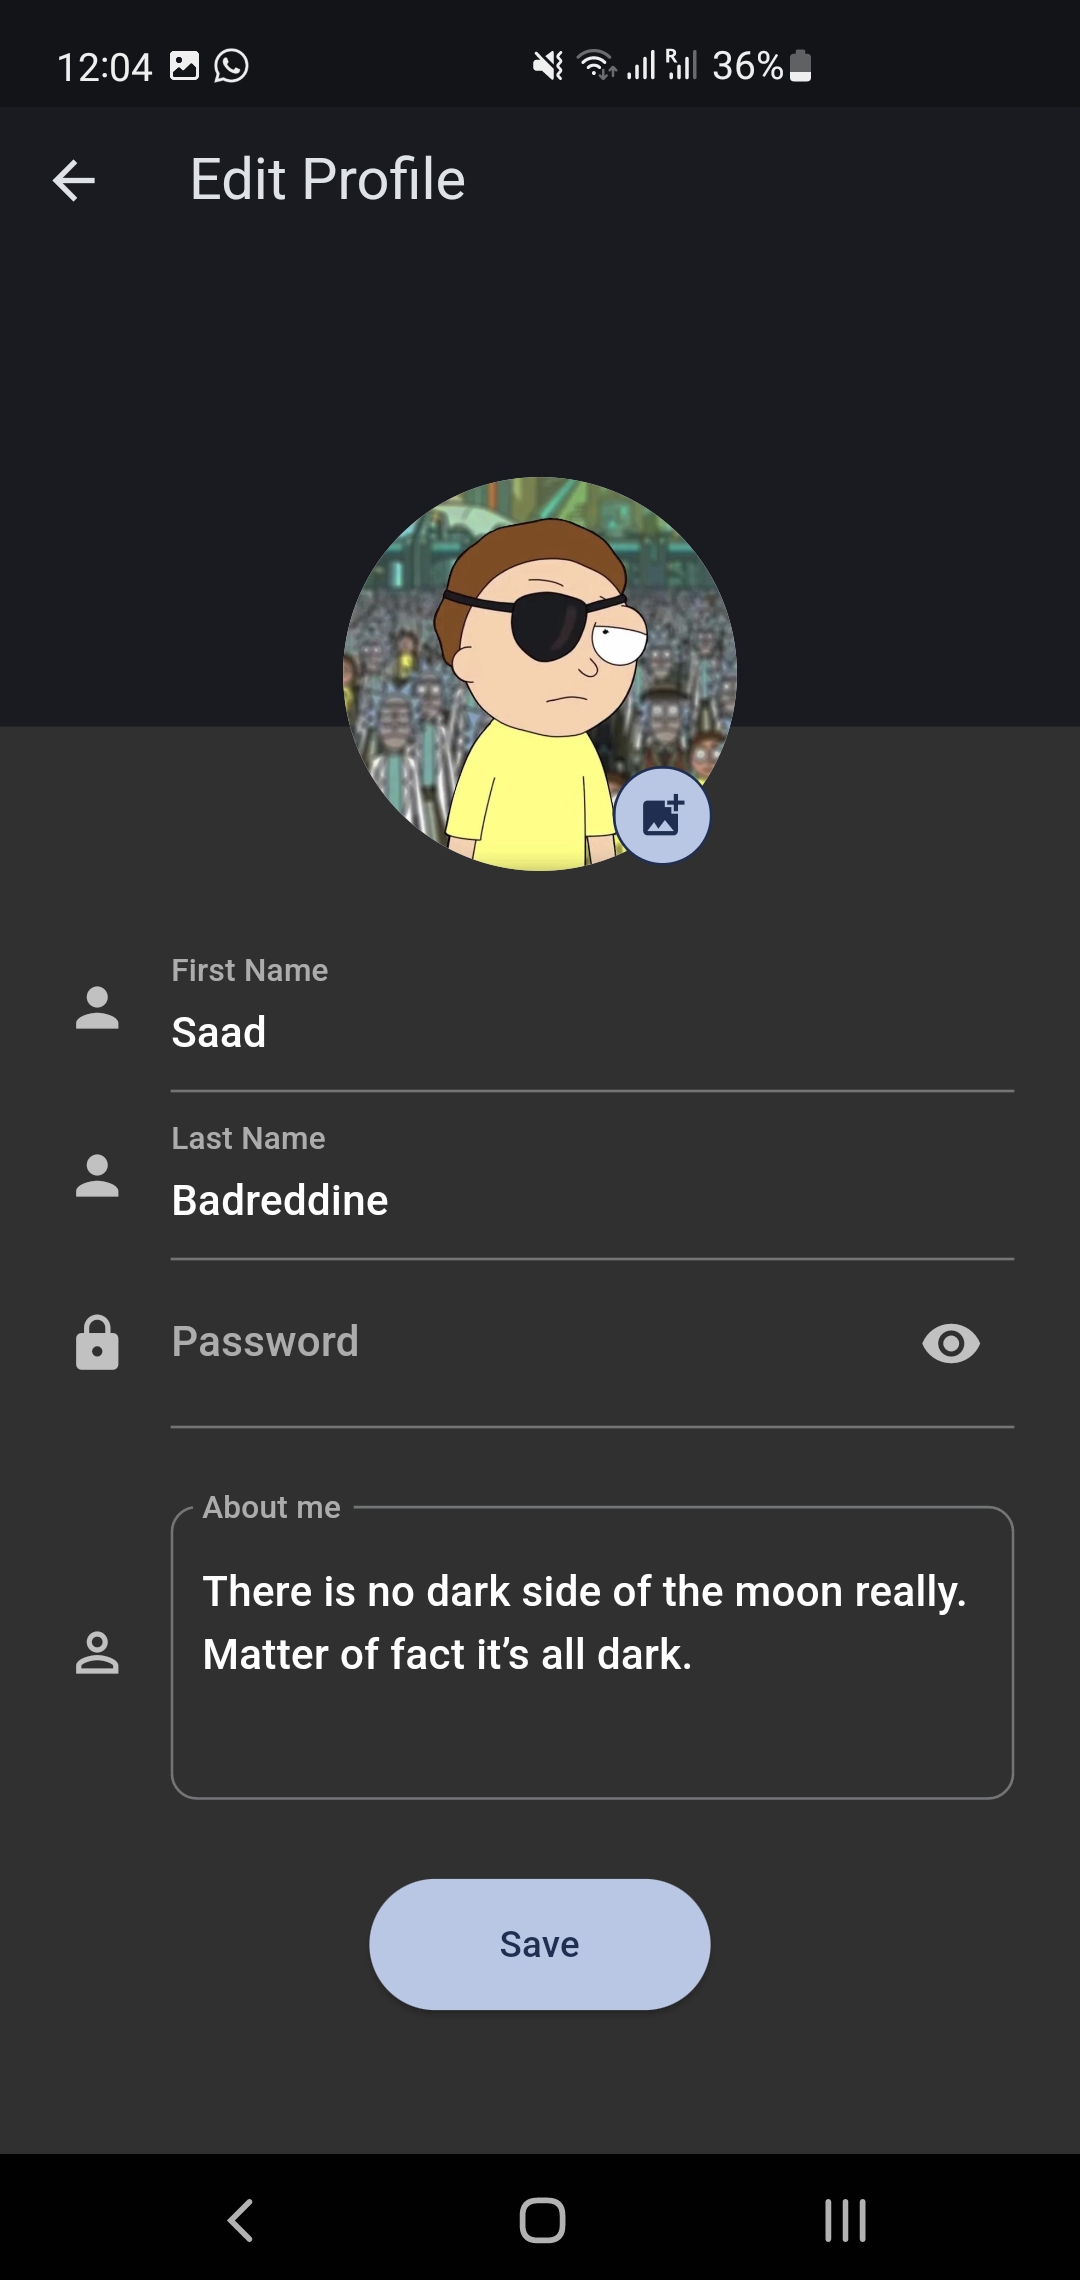 12:04 R 36%
Edit Profile
First Name
Saad
Last Name
Badreddine
Password
About me
There is no dark side of the moon really.
Matter of fact it’s all dark.
Save